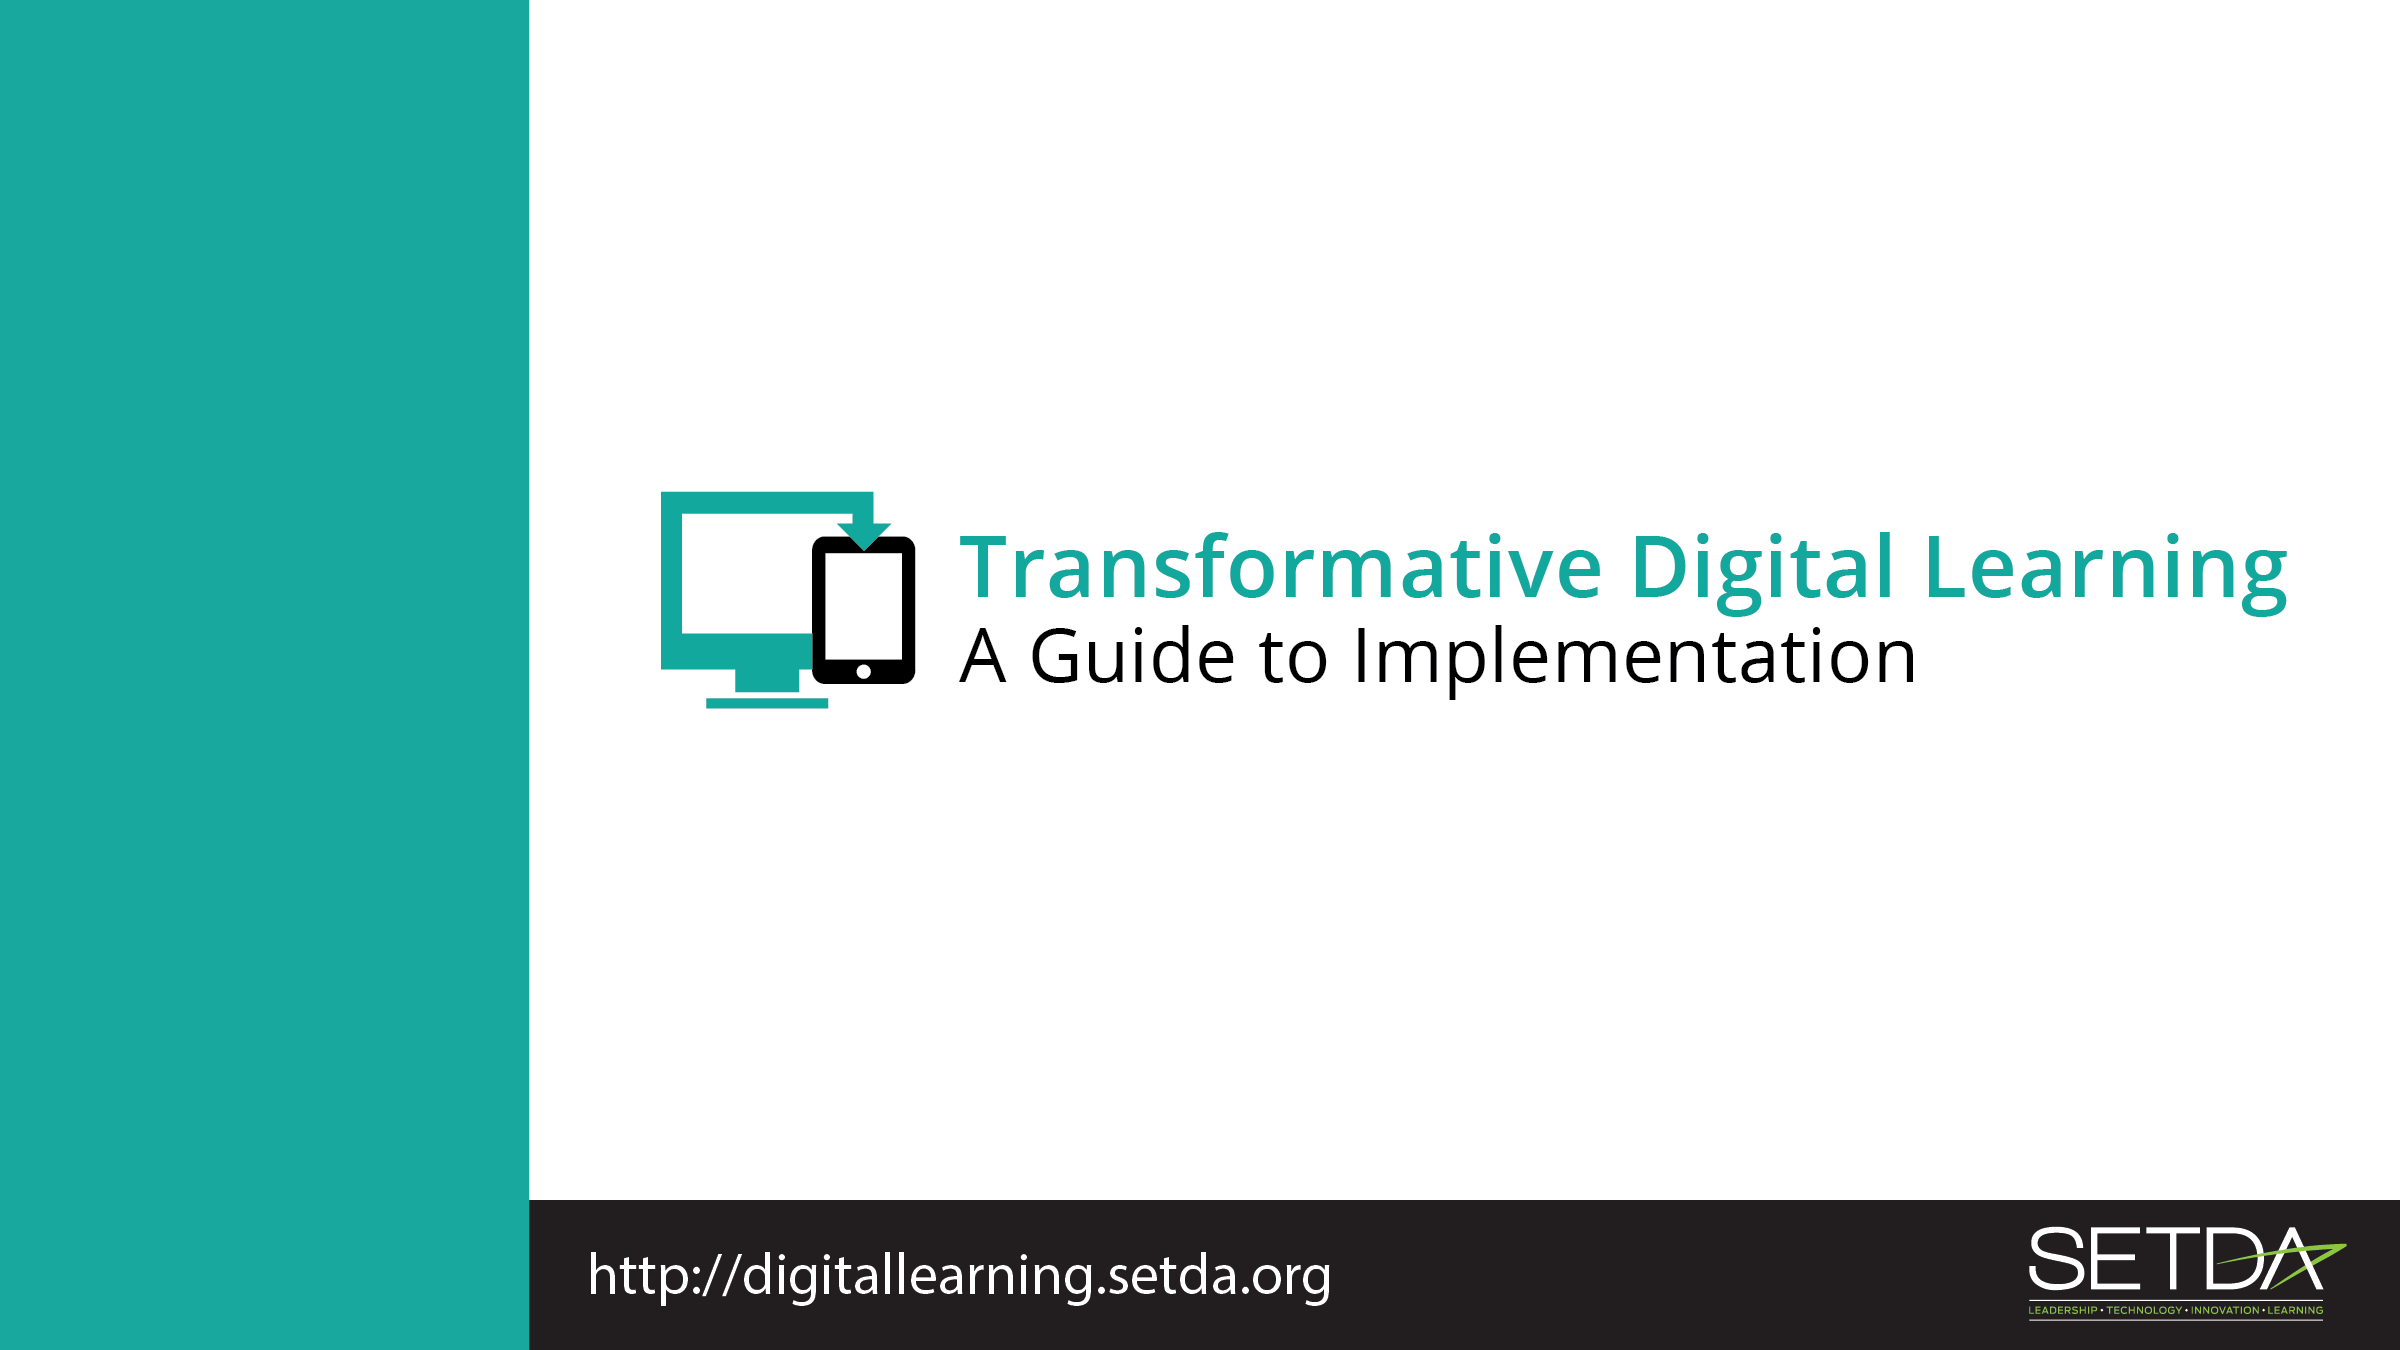 Transformative Digital Learning
A Guide to Implementation
http://digitallearning.setda.org
SETDA
LEADERSHIP • TECHNOLOGY • INNOVATION • LEARNING